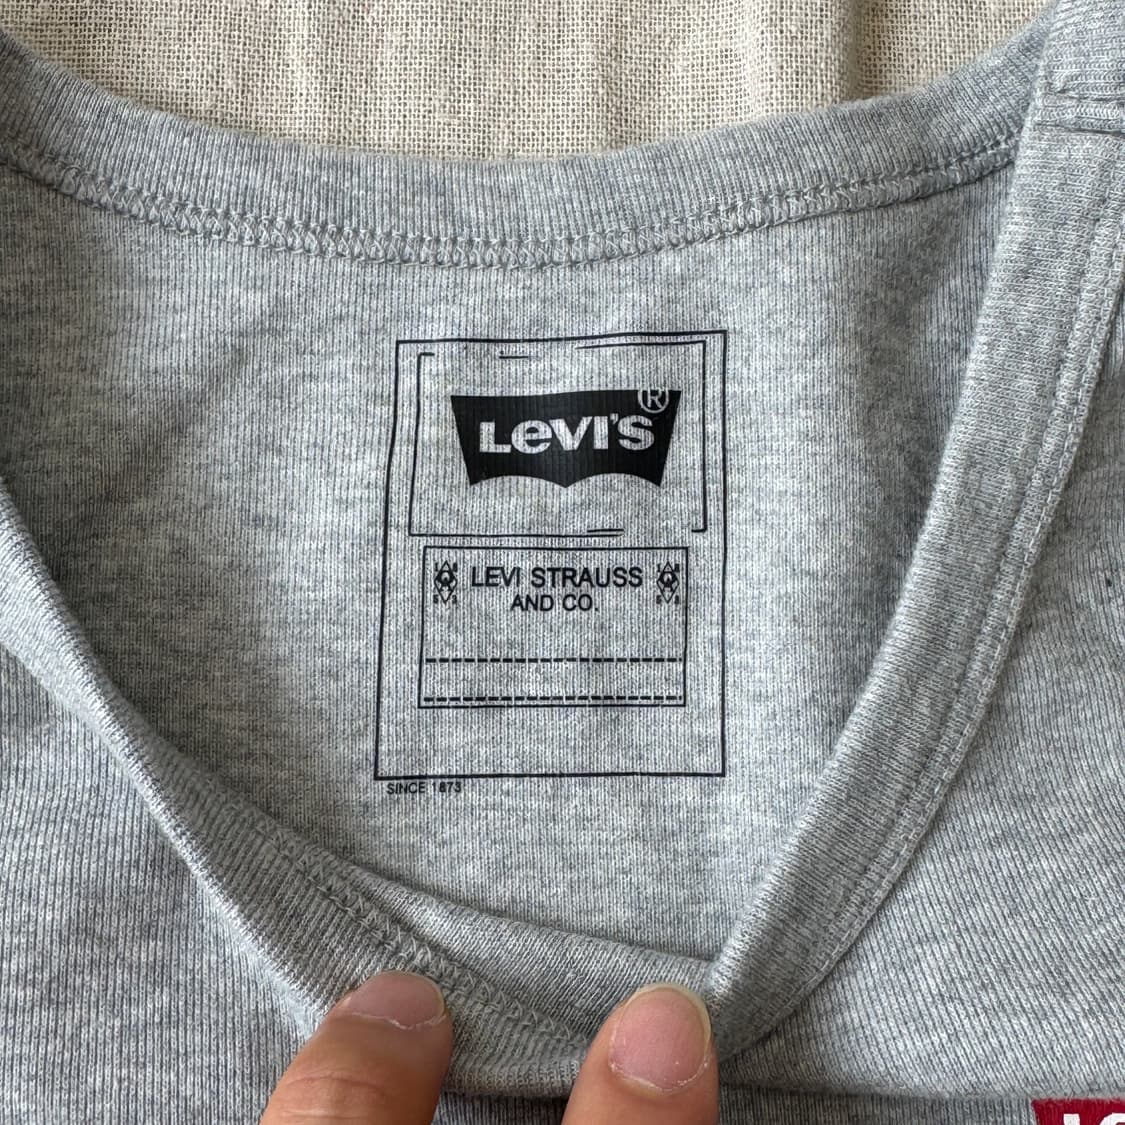 LEVI'S®
LEVI STRAUSS
AND CO.
SINCE 1873